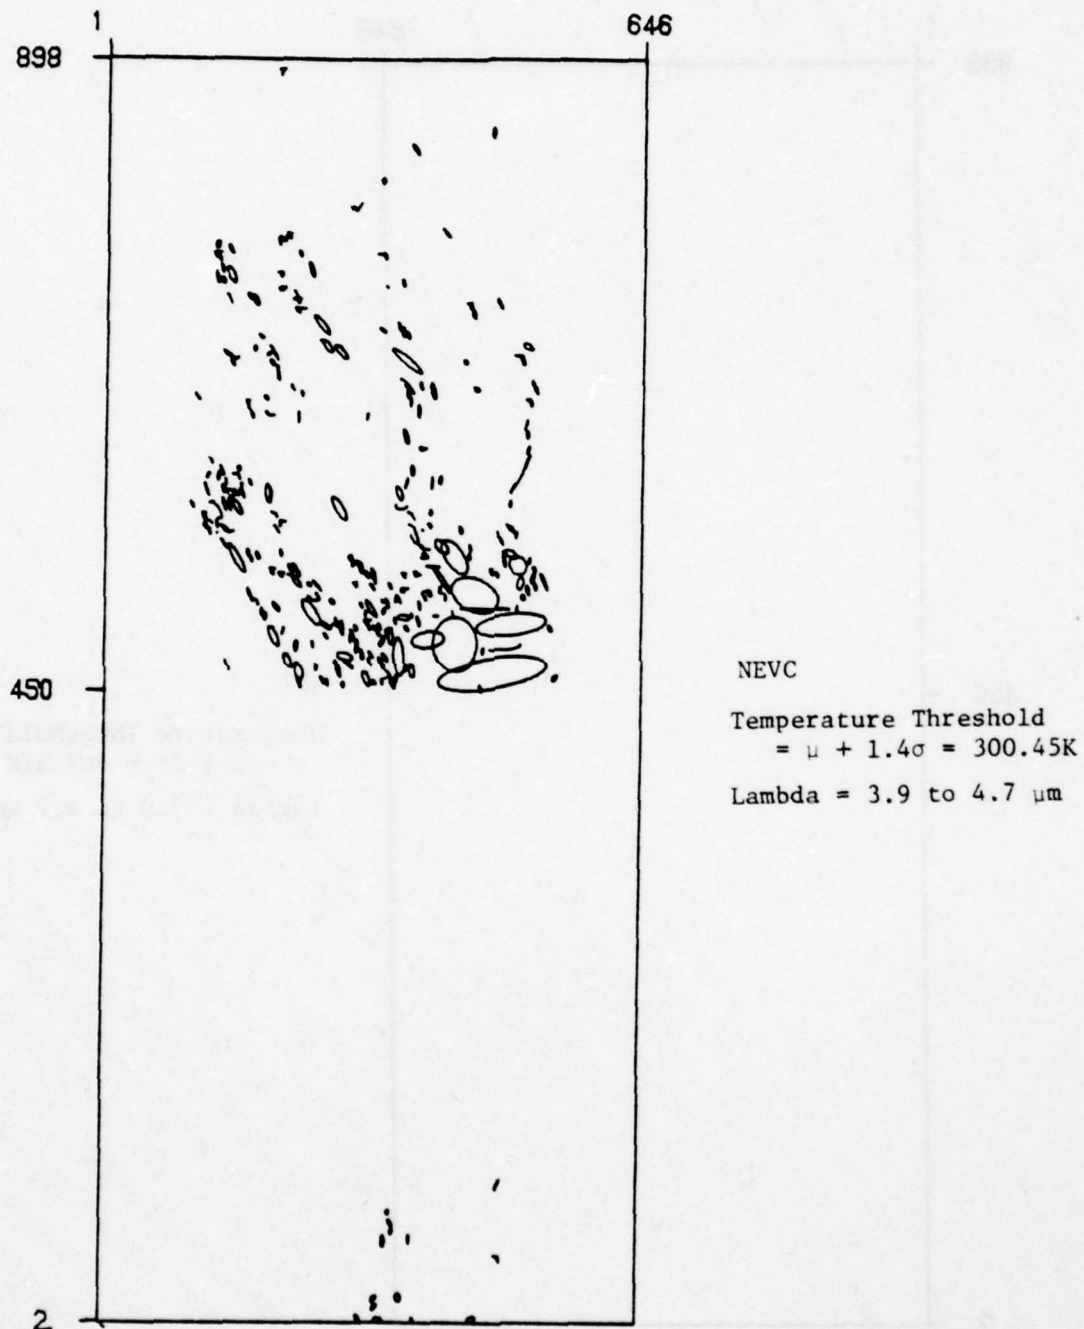 1 646
898
450
NEVC
Temperature Threshold
= μ + 1.4σ = 300.45K
Lambda = 3.9 to 4.7 μm
2